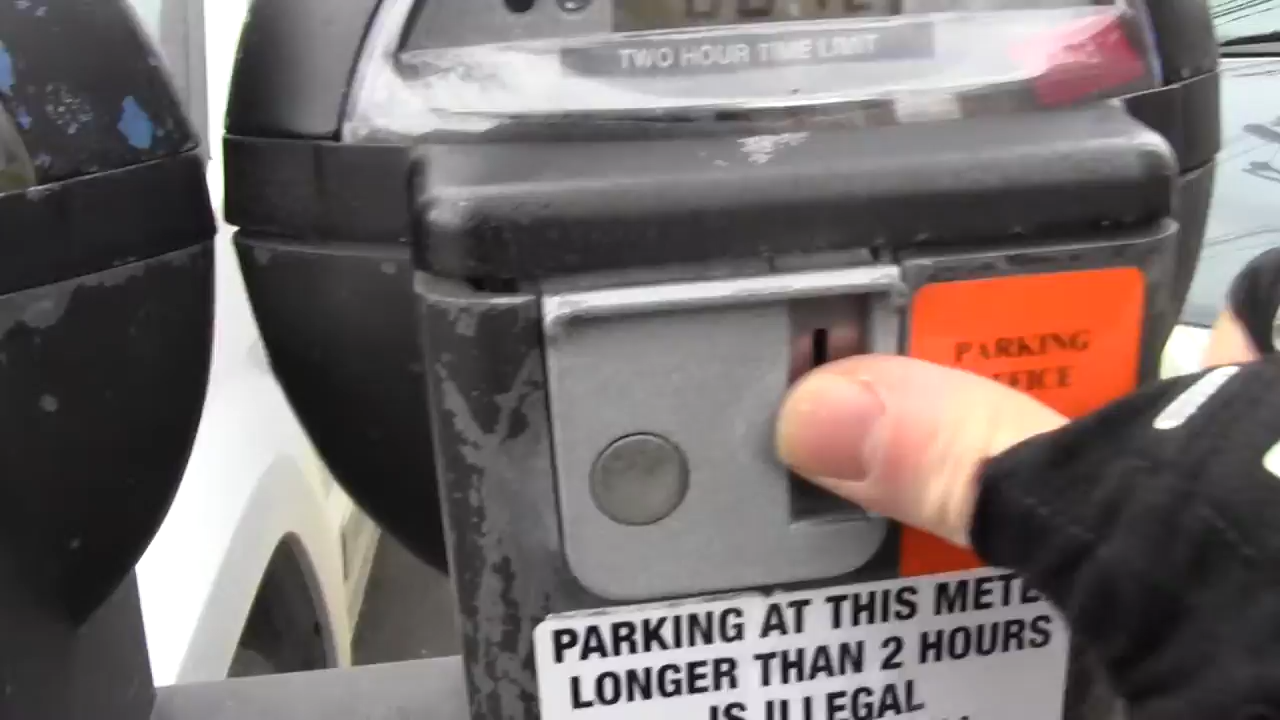 TWO HOUR TIME LIMIT
PARKING
PARKING AT THIS METE
LONGER THAN 2 HOURS
IS ILLEGAL